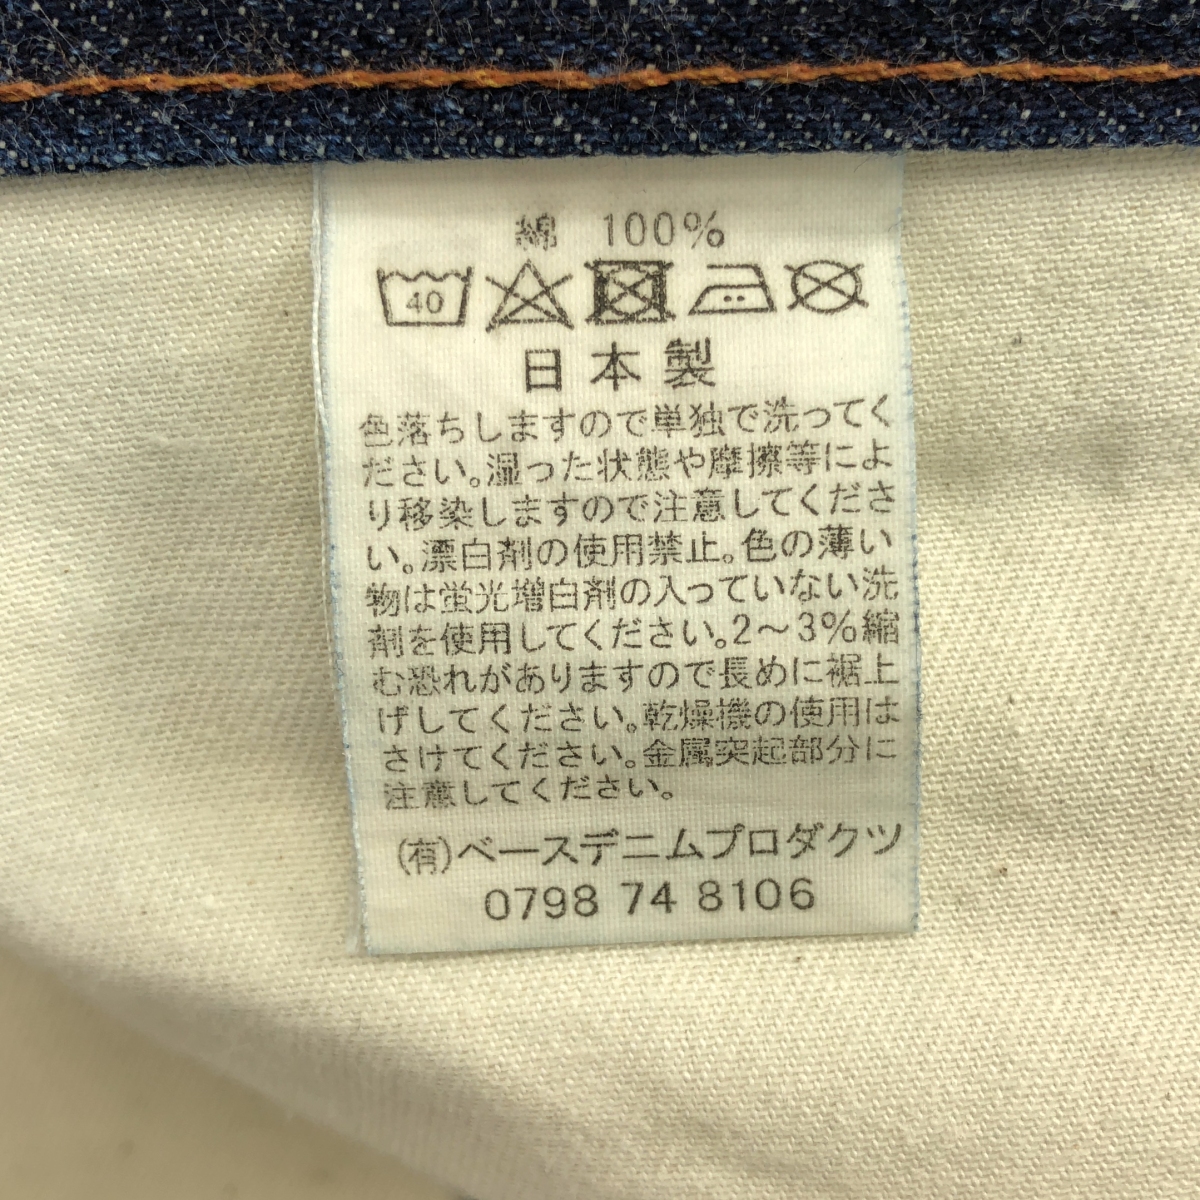 綿 100%
40
日本製
色落ちしますので単独で洗ってく
ださい。湿った状態や摩擦等によ
り移染しますので注意してくださ
い。漂白剤の使用禁止。色の薄い
物は蛍光増白剤の入っていない洗
剤を使用してください。2～3%縮
む恐れがありますので長めに裾上
げしてください。乾燥機の使用は
さけてください。金属突起部分に
注意してください。
(有)ベースデニムプロダクツ
0798 74 8106